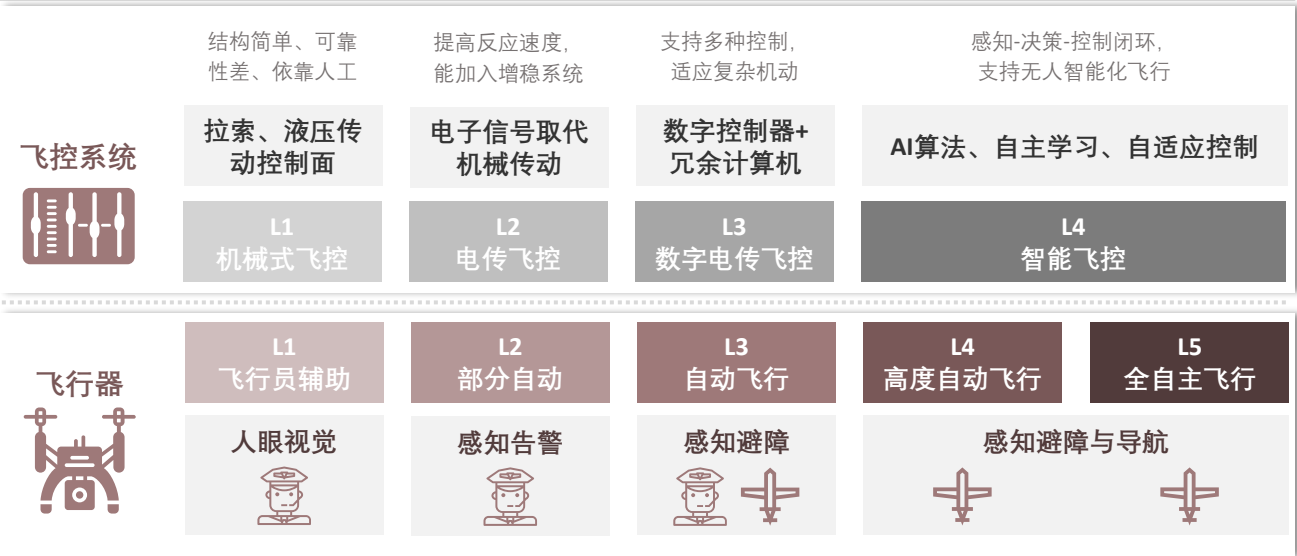 结构简单、可靠
性差、依靠人工
提高反应速度,
能加入增稳系统
支持多种控制,
适应复杂机动
感知-决策-控制闭环,
支持无人智能化飞行
飞控系统
拉索、液压传
动控制面
电子信号取代
机械传动
数字控制器+
冗余计算机
AI算法、自主学习、自适应控制
L1
机械式飞控
L2
电传飞控
L3
数字电传飞控
L4
智能飞控
飞行器
L1
飞行员辅助
L2
部分自动
L3
自动飞行
L4
高度自动飞行
L5
全自主飞行
人眼视觉
感知告警
感知避障
感知避障与导航